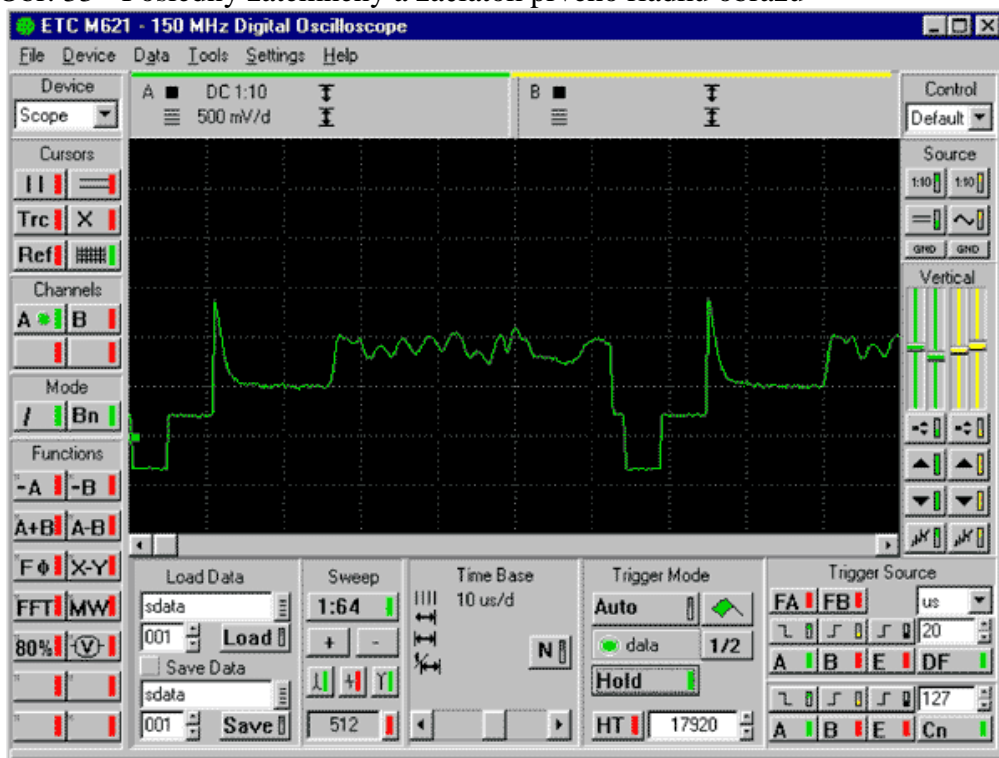 ETC M621 - 150 MHz Digital Oscilloscope
File Device Data Tools Settings Help
Device
Scope
A DC 1:10
500 mV/d
B
Control
Default
Cursors
Trc X
Ref
Channels
A B
Mode
/ Bn
Functions
-A -B
A+B A-B
FΦ X-Y
FFT MW
80% V
Source
1:10 1:10
GND GND
Vertical
Load Data
sdata
001 Load
Save Data
sdata
001 Save
Sweep
1:64
+ -
512
Time Base
10 us/d
N
Trigger Mode
Auto
data 1/2
Hold
HT 17920
Trigger Source
FA FB us
20
A B E DF
127
A B E Cn